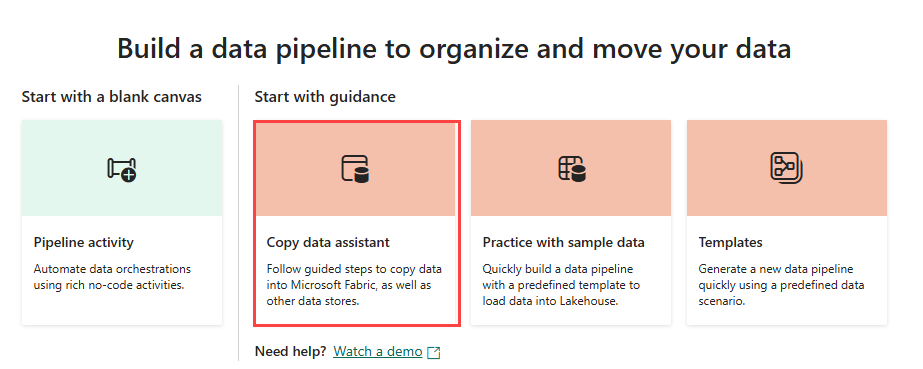 Build a data pipeline to organize and move your data
Start with a blank canvas
Start with guidance
Pipeline activity
Automate data orchestrations
using rich no-code activities.
Copy data assistant
Follow guided steps to copy data
into Microsoft Fabric, as well as
other data stores.
Practice with sample data
Quickly build a data pipeline
with a predefined template to
load data into Lakehouse.
Templates
Generate a new data pipeline
quickly using a predefined data
scenario.
Need help? Watch a demo